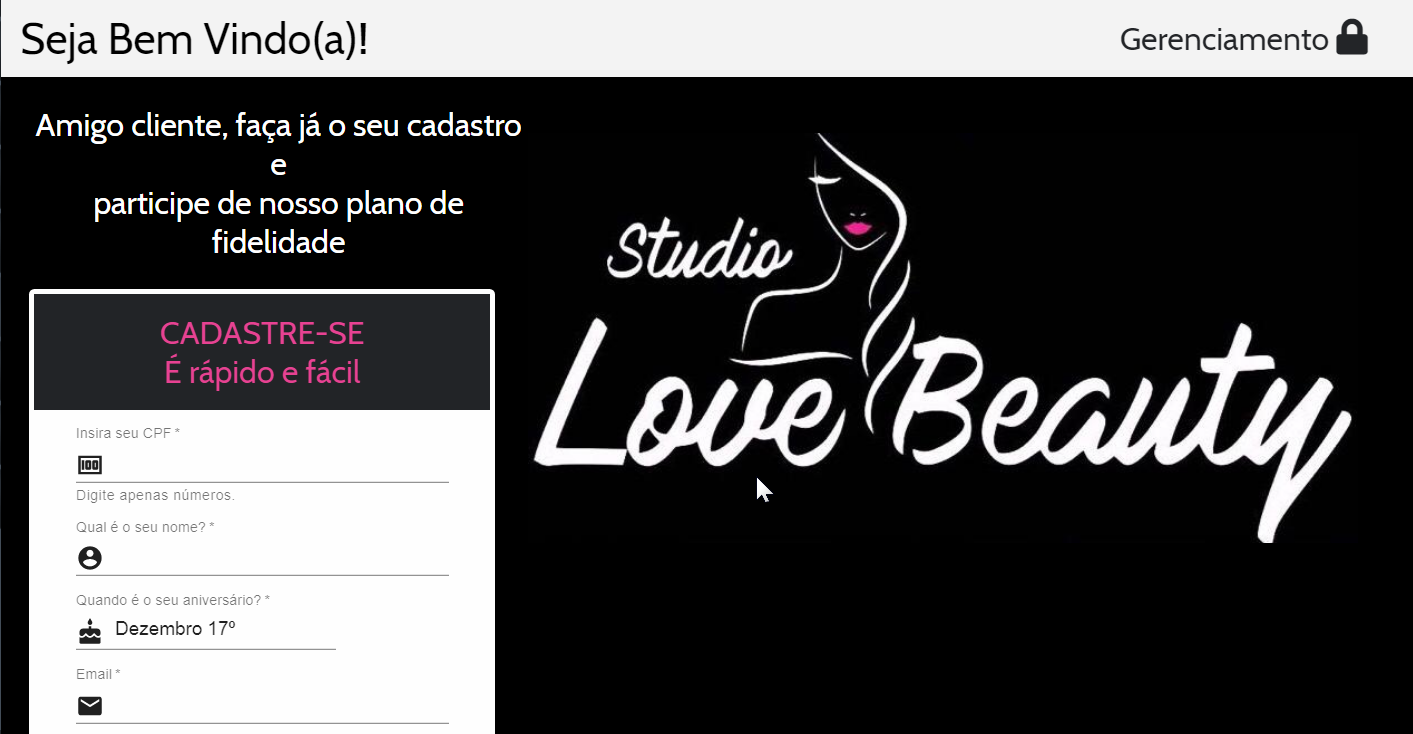 Seja Bem Vindo(a)!
Gerenciamento
Amigo cliente, faça já o seu cadastro
e
participe de nosso plano de
fidelidade
Studio
Love Beauty
CADASTRE-SE
É rápido e fácil
Insira seu CPF *
100
Digite apenas números.
Qual é o seu nome? *
Quando é o seu aniversário? *
Dezembro 17º
Email *